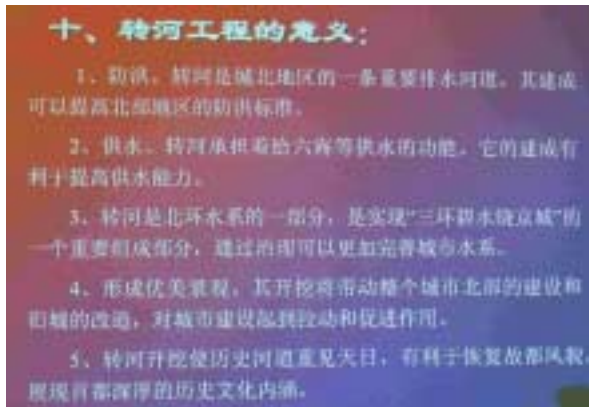 十、转河工程的意义:
1、防洪。转河是城北地区的一条重要排水河道。其建成
可以提高北部地区的防洪标准。
2、供水。转河承担着给六海等供水的功能。它的建成有
利于提高供水能力。
3、转河是北环水系的一部分，是实现“三环碧水绕京城”的
一个重要组成部分，通过治理可以更加完善城市水系。
4、形成优美景观，其开挖将带动整个城市北部的建设和
旧城的改造，对城市建设起到拉动和促进作用。
5、转河开挖使历史河道重见天日，有利于恢复故都风貌，
展现首都深厚的历史文化内涵。